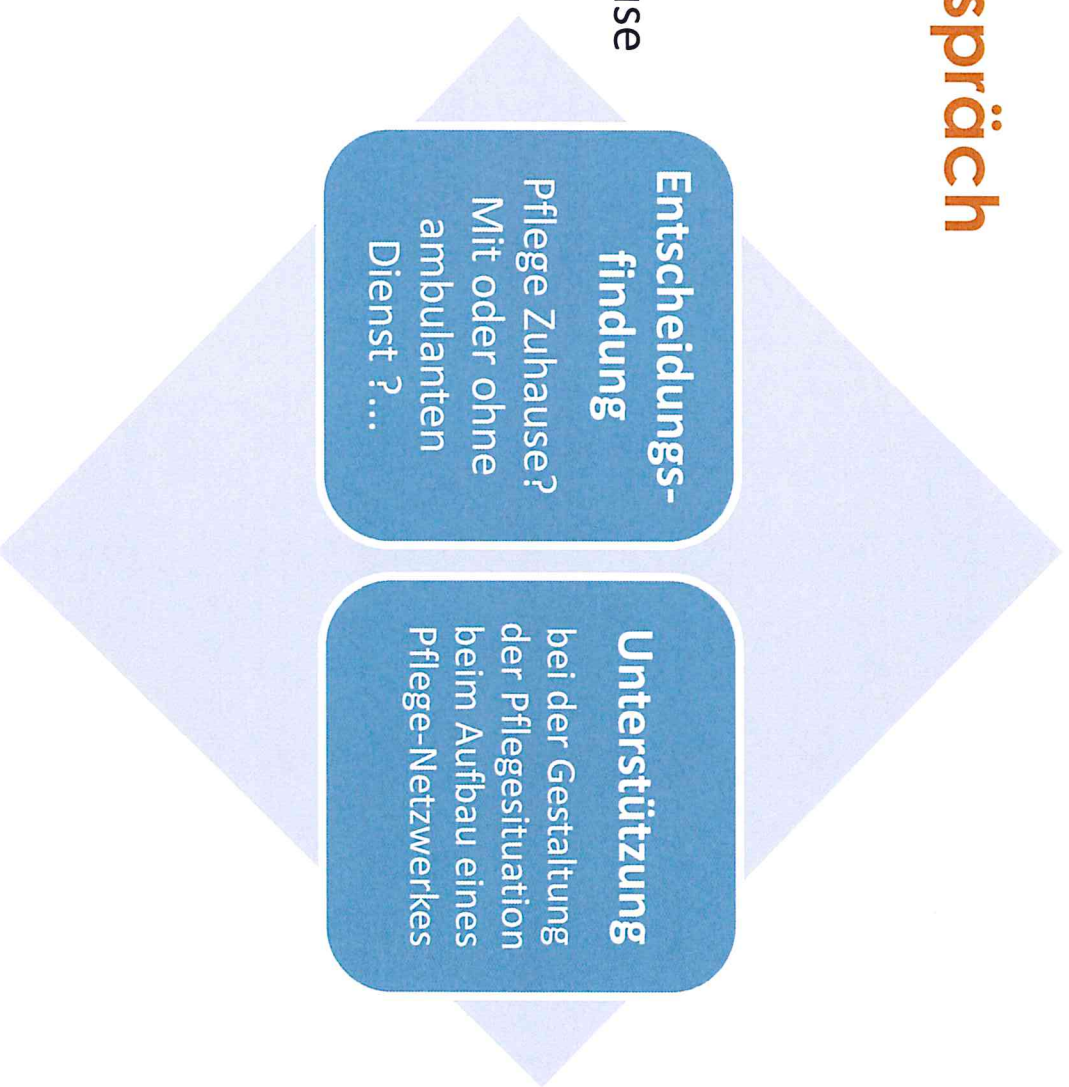 spräch
se
Entscheidungs-
findung
Pflege Zuhause?
Mit oder ohne
ambulanten
Dienst ?...
Unterstützung
bei der Gestaltung
der Pflegesituation
beim Aufbau eines
Pflege-Netzwerkes